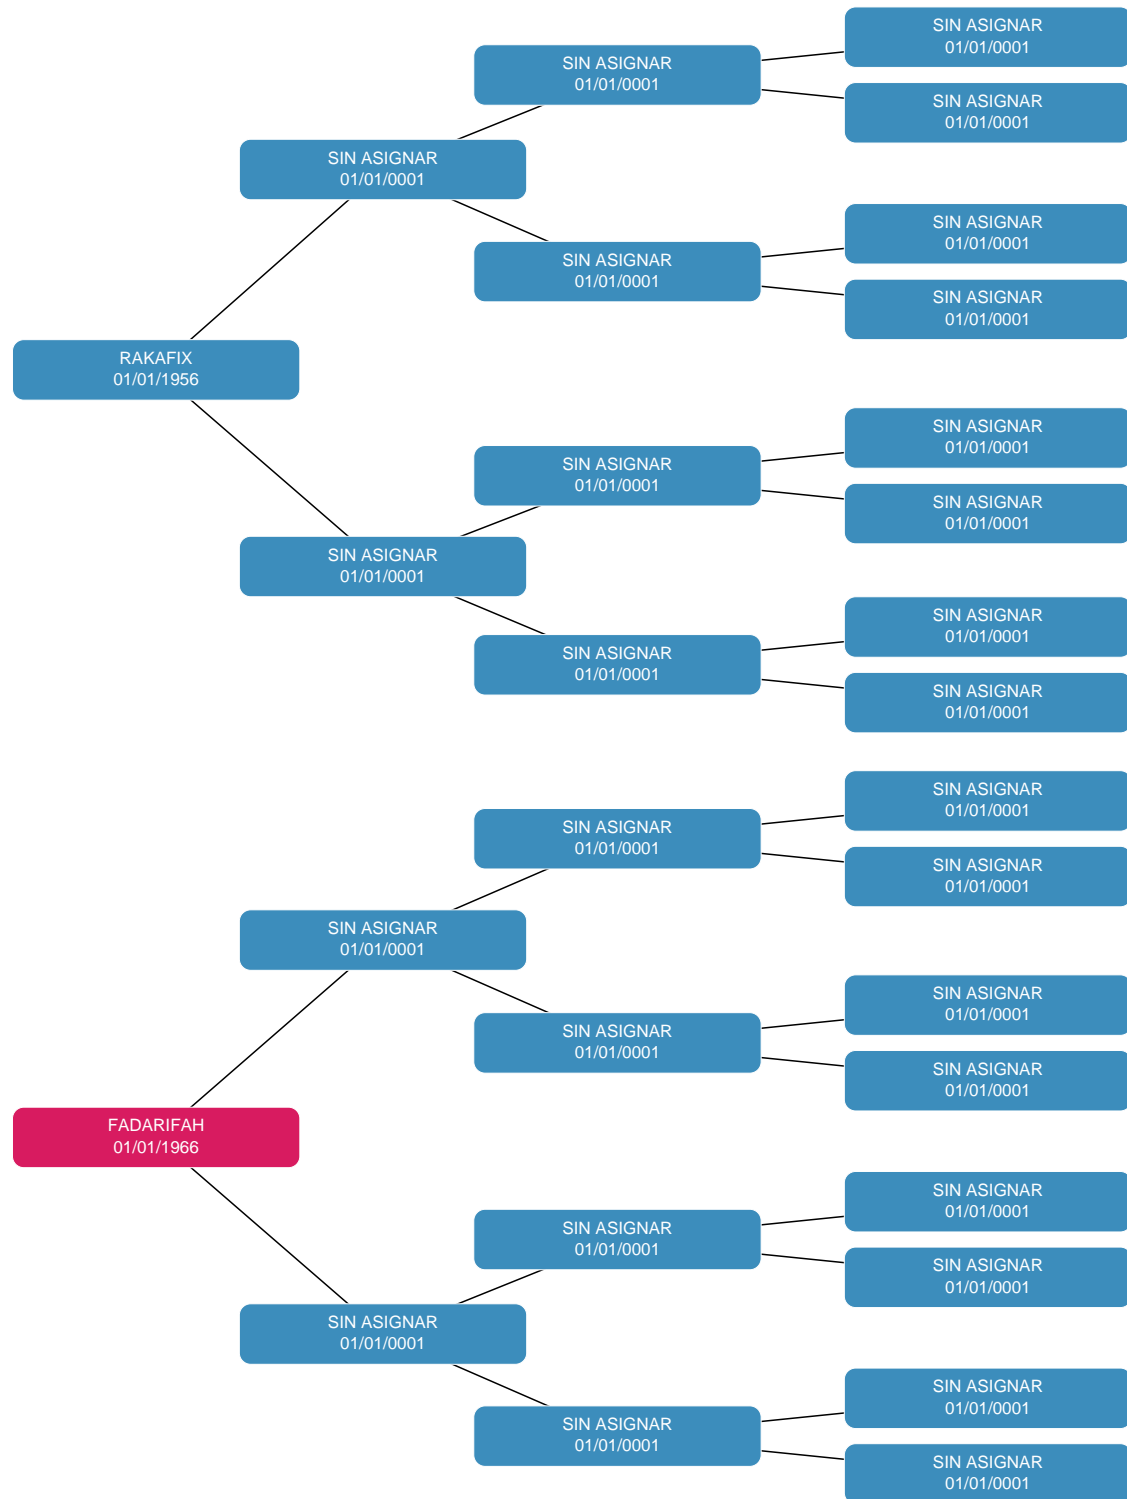 SIN ASIGNAR
01/01/0001
SIN ASIGNAR
01/01/0001
SIN ASIGNAR
01/01/0001
SIN ASIGNAR
01/01/0001
SIN ASIGNAR
01/01/0001
SIN ASIGNAR
01/01/0001
SIN ASIGNAR
01/01/0001
RAKAFIX
01/01/1956
SIN ASIGNAR
01/01/0001
SIN ASIGNAR
01/01/0001
SIN ASIGNAR
01/01/0001
SIN ASIGNAR
01/01/0001
SIN ASIGNAR
01/01/0001
SIN ASIGNAR
01/01/0001
SIN ASIGNAR
01/01/0001
SIN ASIGNAR
01/01/0001
SIN ASIGNAR
01/01/0001
SIN ASIGNAR
01/01/0001
SIN ASIGNAR
01/01/0001
SIN ASIGNAR
01/01/0001
SIN ASIGNAR
01/01/0001
SIN ASIGNAR
01/01/0001
FADARIFAH
01/01/1966
SIN ASIGNAR
01/01/0001
SIN ASIGNAR
01/01/0001
SIN ASIGNAR
01/01/0001
SIN ASIGNAR
01/01/0001
SIN ASIGNAR
01/01/0001
SIN ASIGNAR
01/01/0001
SIN ASIGNAR
01/01/0001